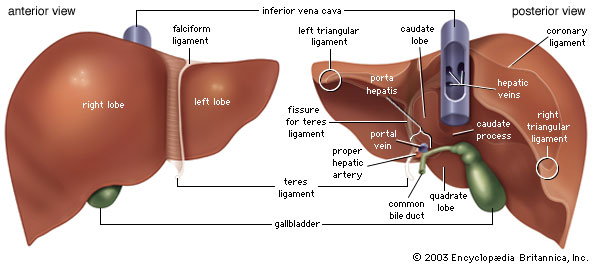 anterior view
inferior vena cava
posterior view
falciform
ligament
left triangular
ligament
caudate
lobe
coronary
ligament
right lobe
left lobe
porta
hepatis
hepatic
veins
fissure
for teres
ligament
portal
vein
caudate
process
right
triangular
ligament
proper
hepatic
artery
teres
ligament
common
bile duct
quadrate
lobe
gallbladder
© 2003 Encyclopædia Britannica, Inc.